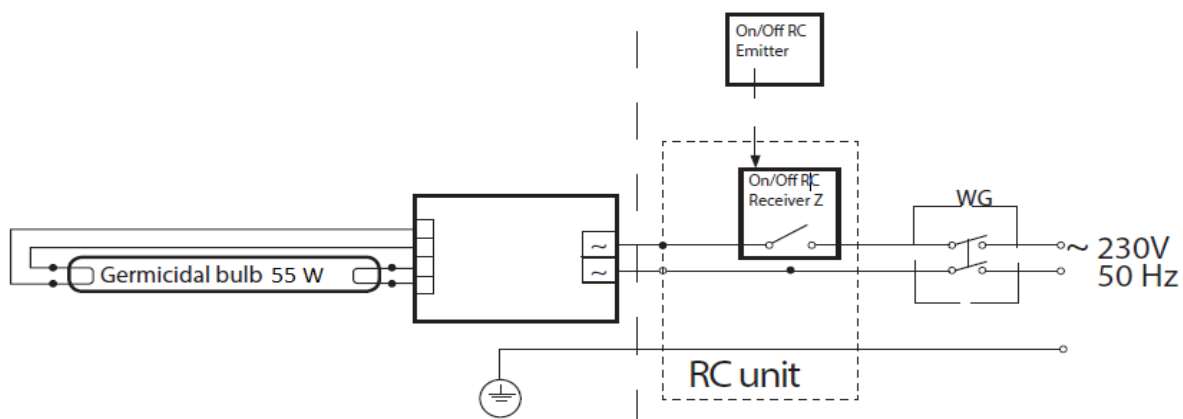 On/Off RC
Emitter
On/Off RC
Receiver Z
WG
~ 230V
50 Hz
~
~
Germicidal bulb 55 W
RC unit